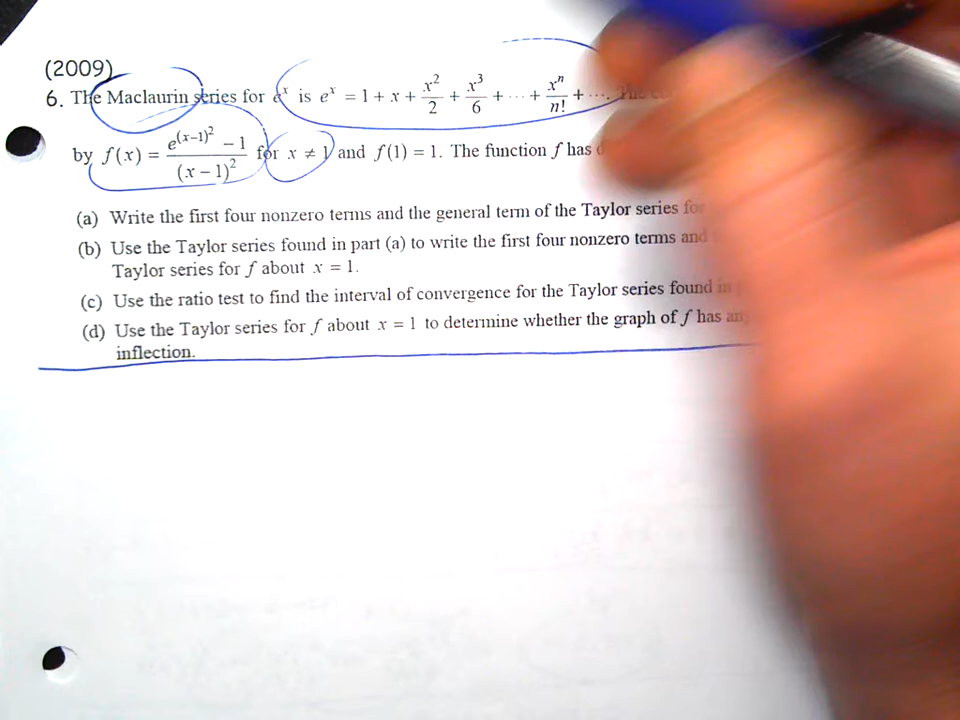 (2009)
6. The Maclaurin series for e^x is e^x = 1 + x + x^2/2 + x^3/6 + ··· + x^n/n! + ···.
by f(x) = (e^{(x−1)^2} − 1)/(x − 1)^2 for x ≠ 1 and f(1) = 1. The function f has
(a) Write the first four nonzero terms and the general term of the Taylor series for
(b) Use the Taylor series found in part (a) to write the first four nonzero terms and
Taylor series for f about x = 1.
(c) Use the ratio test to find the interval of convergence for the Taylor series found in
(d) Use the Taylor series for f about x = 1 to determine whether the graph of f has any
inflection.